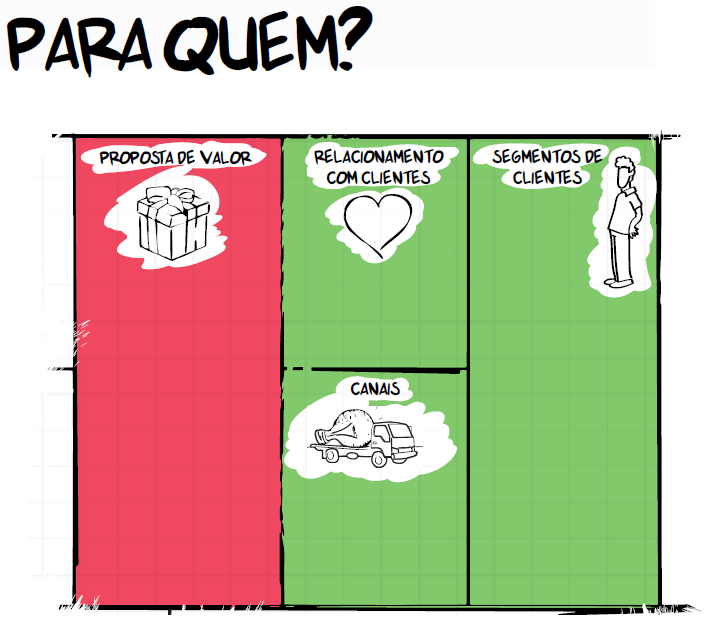 PARA QUEM?
PROPOSTA DE VALOR
RELACIONAMENTO
COM CLIENTES
SEGMENTOS DE
CLIENTES
CANAIS